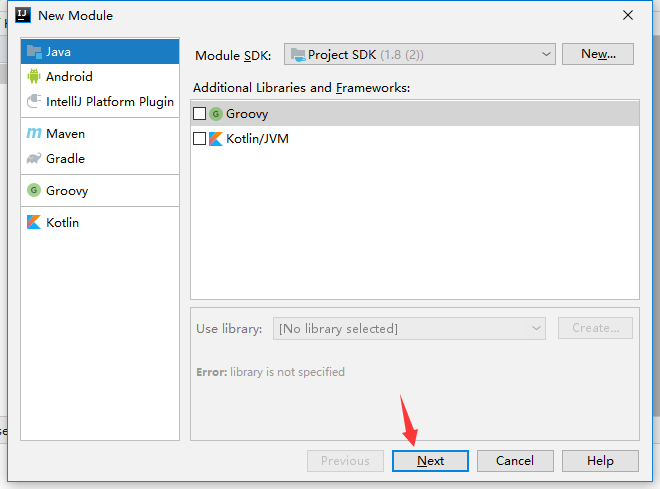 New Module
Java
Android
IntelliJ Platform Plugin
Maven
Gradle
Groovy
Kotlin
Module SDK: Project SDK (1.8 (2)) New...
Additional Libraries and Frameworks:
Groovy
Kotlin/JVM
Use library: [No library selected] Create...
Error: library is not specified
Previous Next Cancel Help